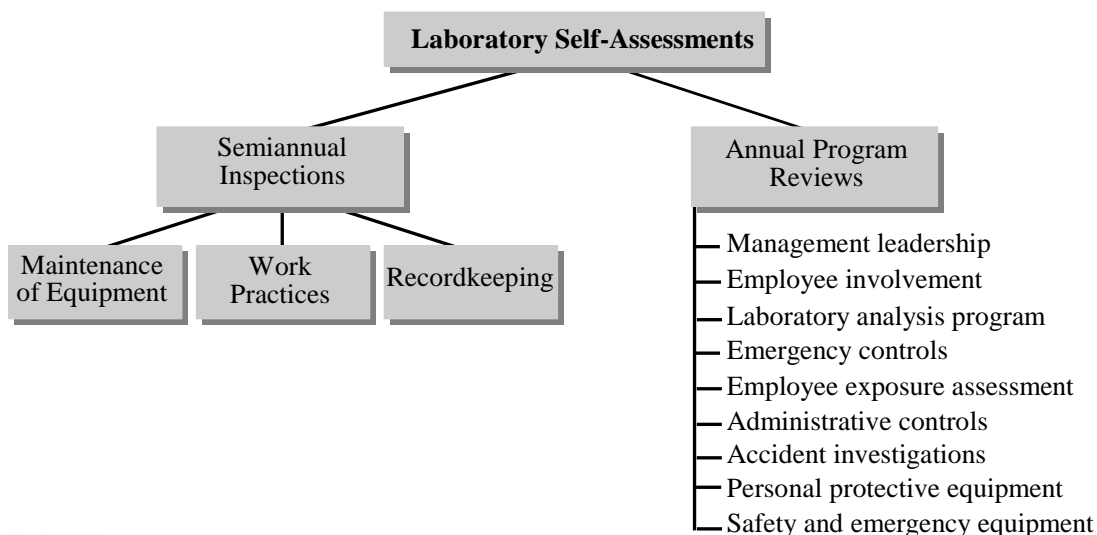 Laboratory Self-Assessments
Semiannual
Inspections
Annual Program
Reviews
Maintenance
of Equipment
Work
Practices
Recordkeeping
Management leadership
Employee involvement
Laboratory analysis program
Emergency controls
Employee exposure assessment
Administrative controls
Accident investigations
Personal protective equipment
Safety and emergency equipment